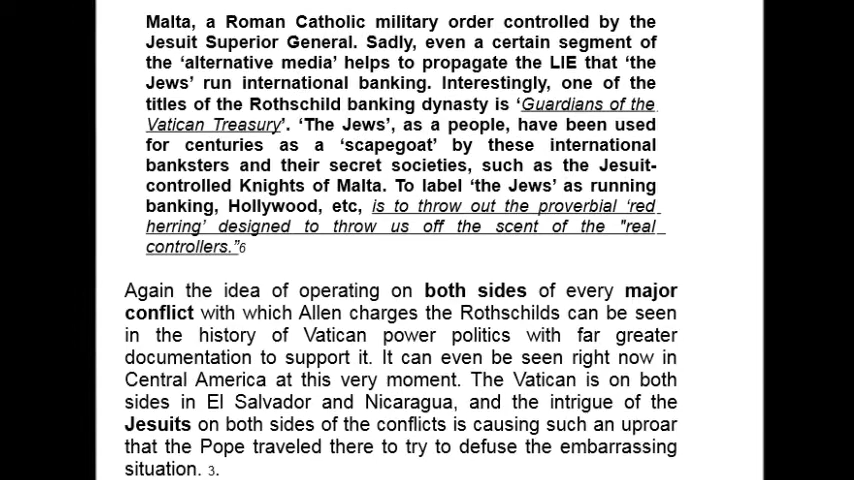 Malta, a Roman Catholic military order controlled by the
Jesuit Superior General. Sadly, even a certain segment of
the ‘alternative media’ helps to propagate the LIE that ‘the
Jews’ run international banking. Interestingly, one of the
titles of the Rothschild banking dynasty is ‘Guardians of the
Vatican Treasury’. ‘The Jews’, as a people, have been used
for centuries as a ‘scapegoat’ by these international
banksters and their secret societies, such as the Jesuit-
controlled Knights of Malta. To label ‘the Jews’ as running
banking, Hollywood, etc, is to throw out the proverbial ‘red
herring’ designed to throw us off the scent of the "real
controllers.”6
Again the idea of operating on both sides of every major
conflict with which Allen charges the Rothschilds can be seen
in the history of Vatican power politics with far greater
documentation to support it. It can even be seen right now in
Central America at this very moment. The Vatican is on both
sides in El Salvador and Nicaragua, and the intrigue of the
Jesuits on both sides of the conflicts is causing such an uproar
that the Pope traveled there to try to defuse the embarrassing
situation. 3.